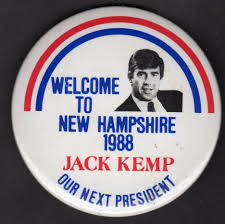 WELCOME
TO
NEW HAMPSHIRE
1988
JACK KEMP
OUR NEXT PRESIDENT